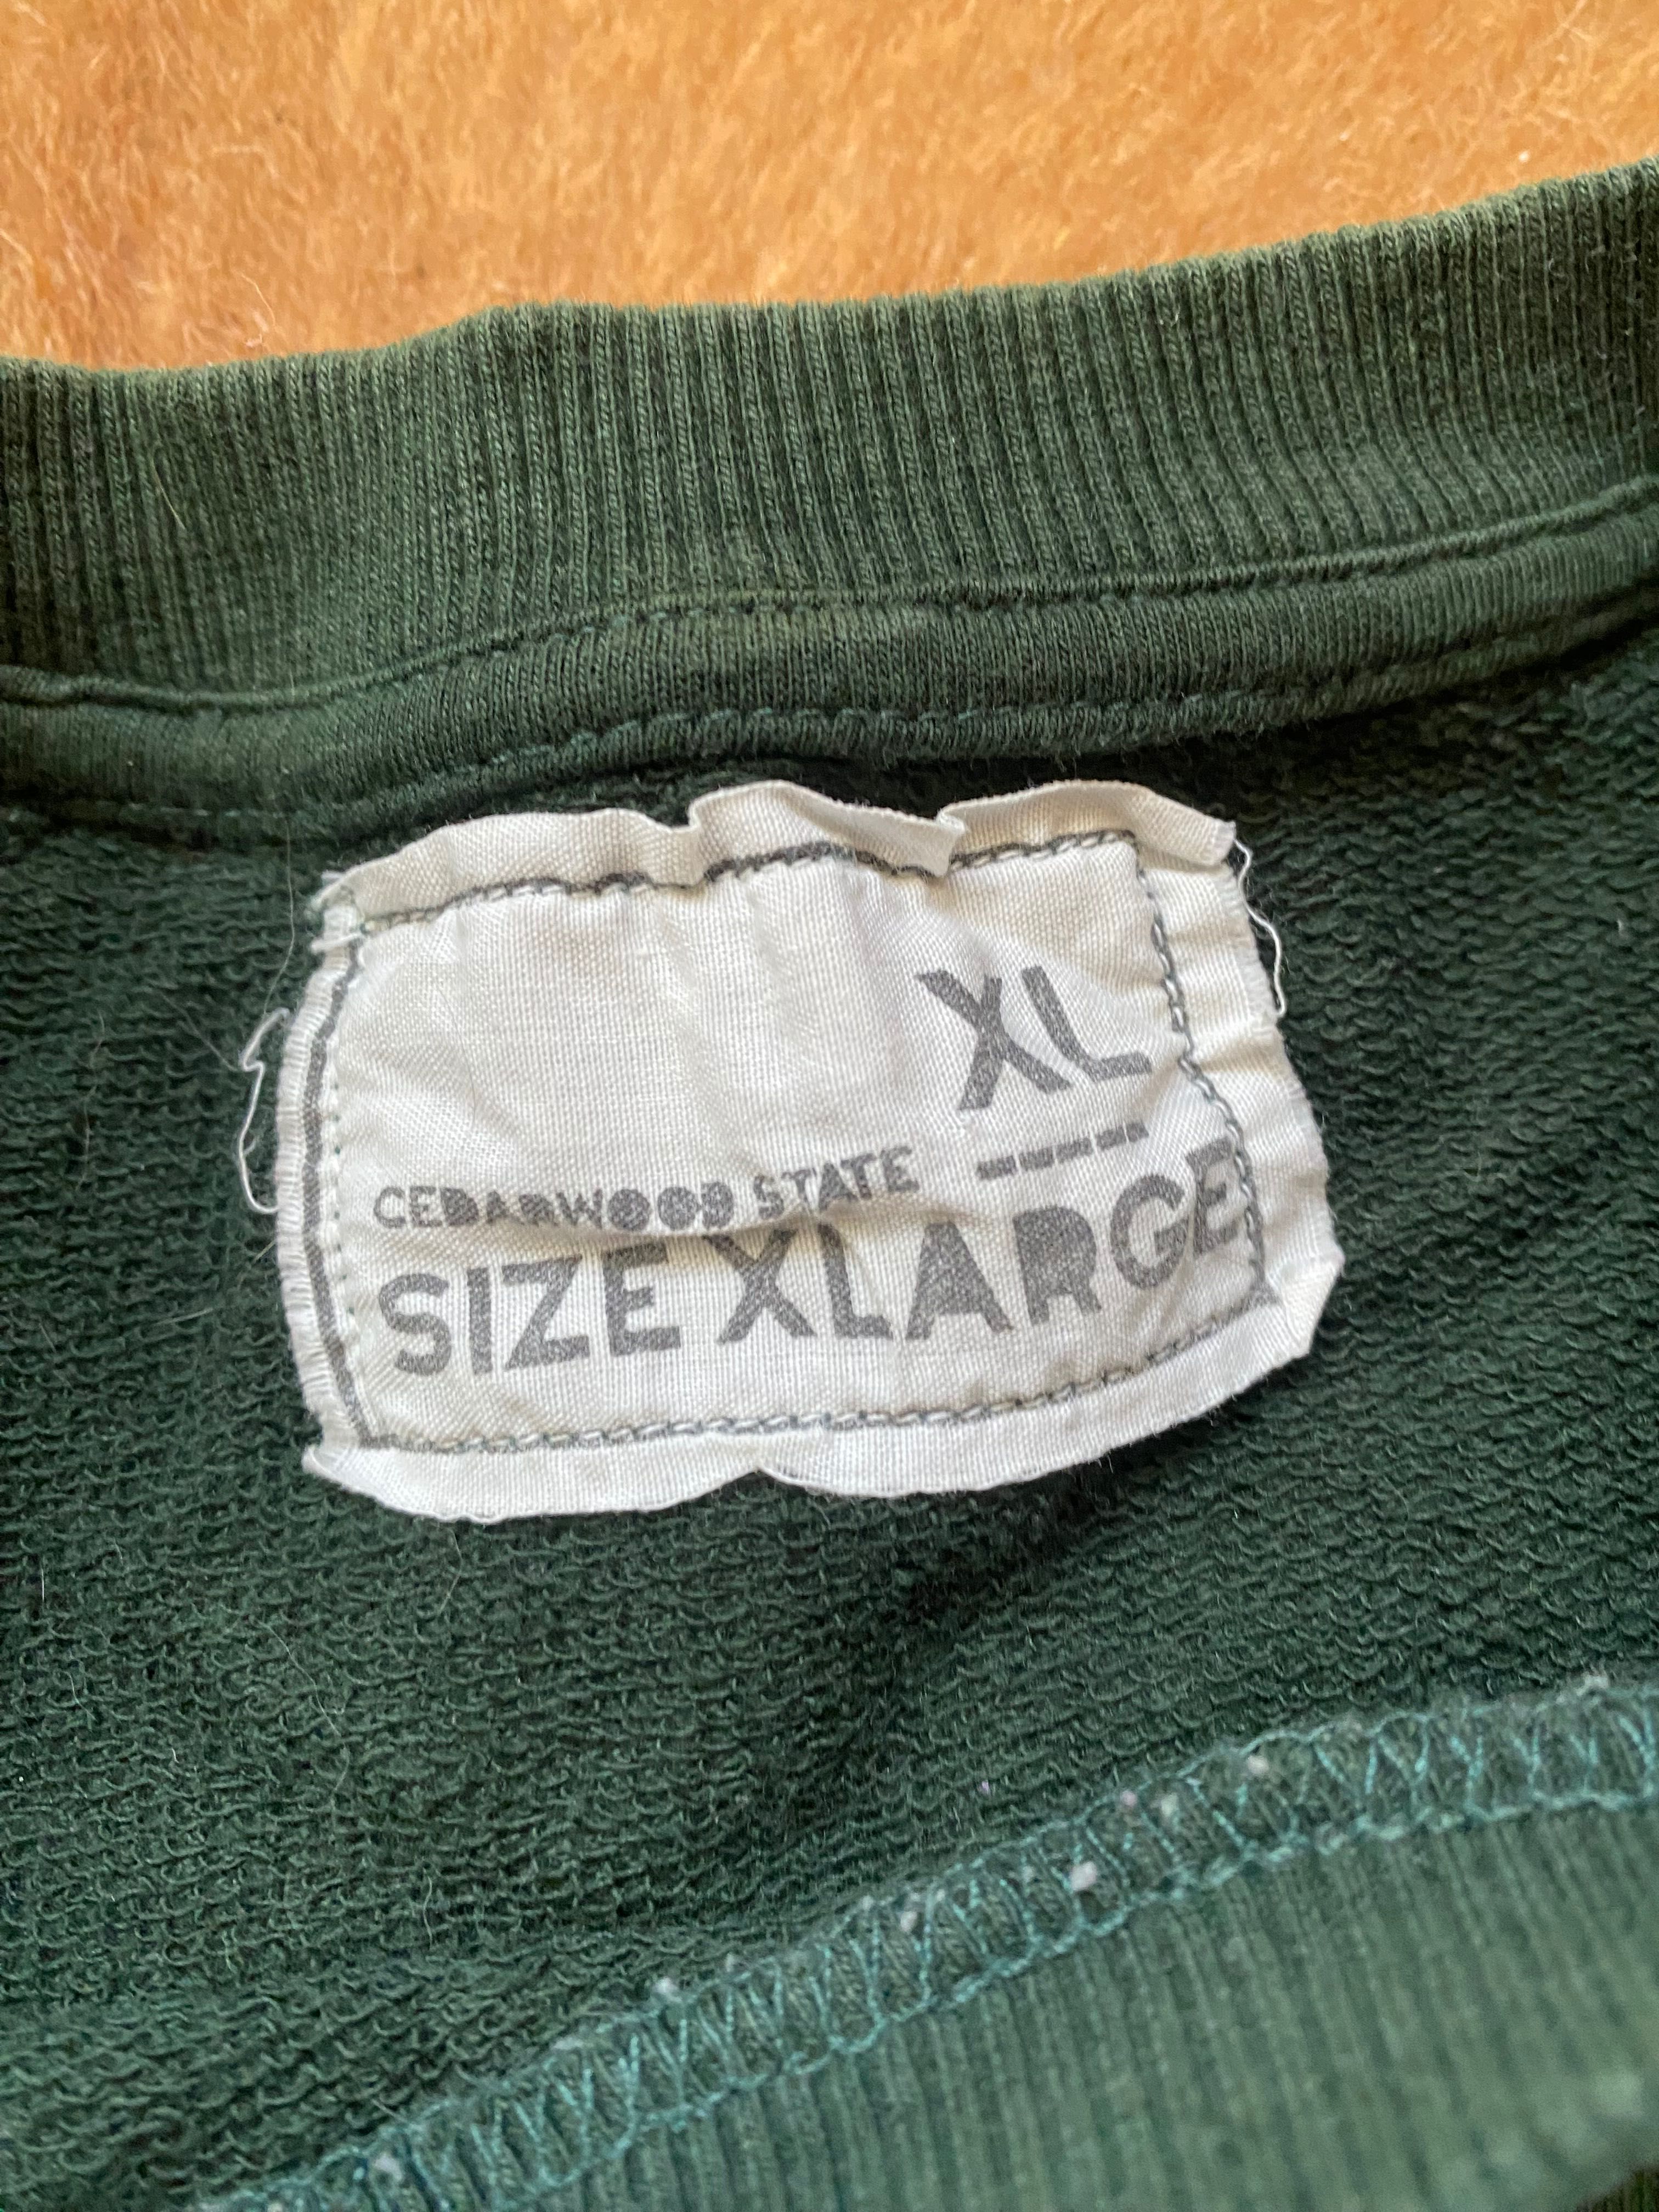 XL
CEDARWOOD STATE
SIZE XLARGE